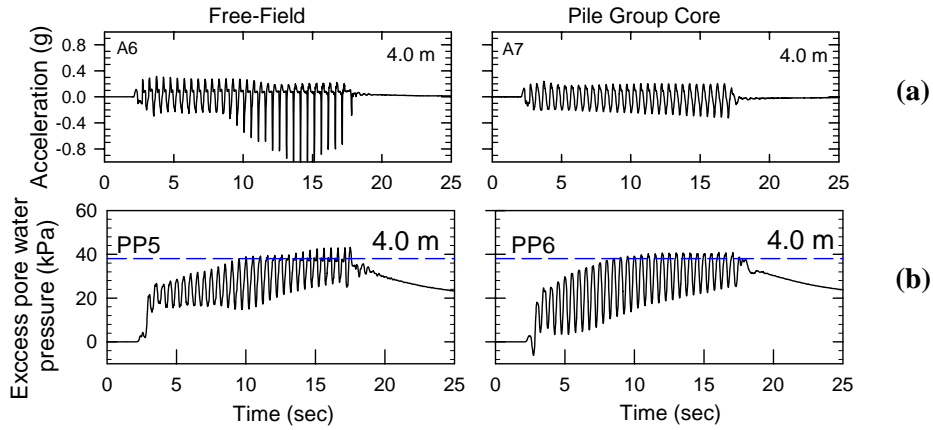 Free-Field
Pile Group Core
Acceleration (g)
0.8
0.4
0.0
-0.4
-0.8
A6
4.0 m
A7
4.0 m
(a)
0
5
10
15
20
25
0
5
10
15
20
25
Exccess pore water
pressure (kPa)
60
40
20
0
PP5
4.0 m
PP6
4.0 m
(b)
0
5
10
15
20
25
0
5
10
15
20
25
Time (sec)
Time (sec)